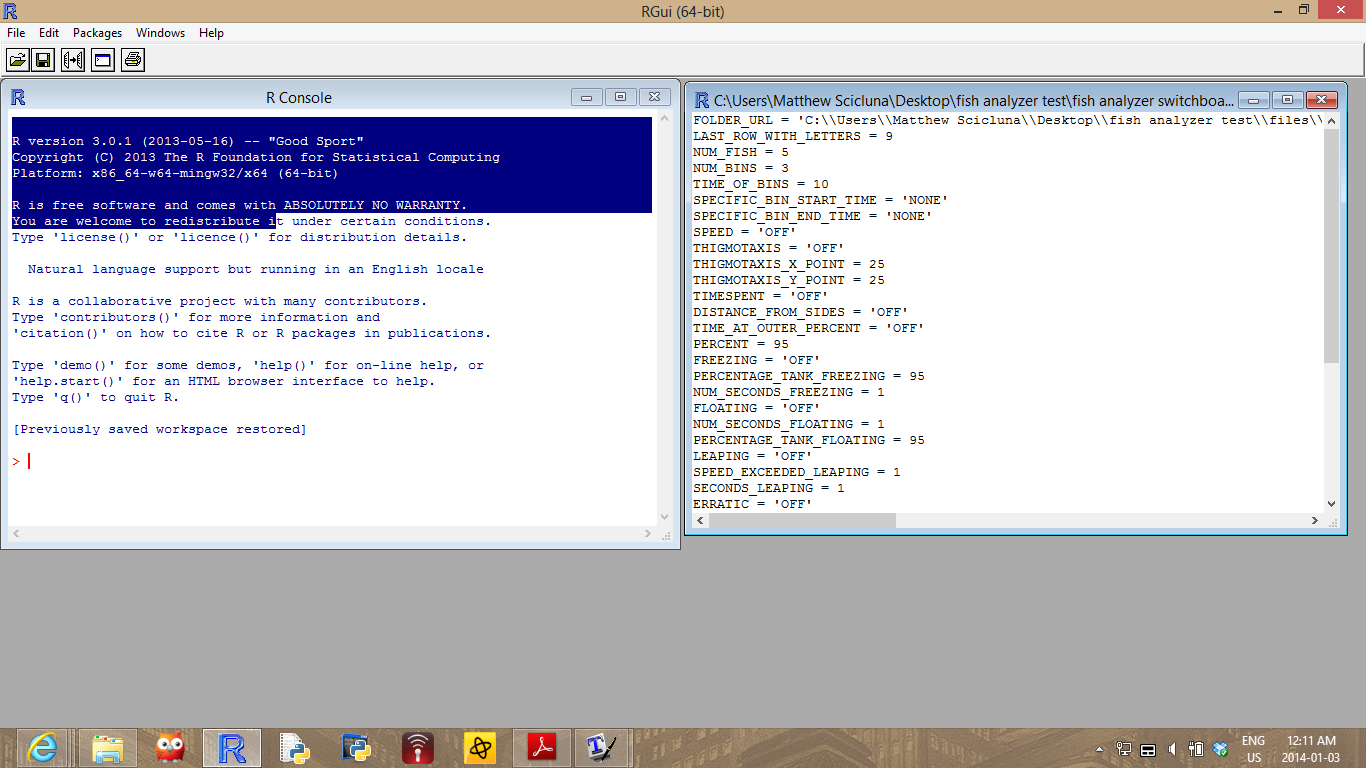 RGui (64-bit)
File Edit Packages Windows Help
R Console
R version 3.0.1 (2013-05-16) -- "Good Sport"
Copyright (C) 2013 The R Foundation for Statistical Computing
Platform: x86_64-w64-mingw32/x64 (64-bit)
R is free software and comes with ABSOLUTELY NO WARRANTY.
You are welcome to redistribute it under certain conditions.
Type 'license()' or 'licence()' for distribution details.
Natural language support but running in an English locale
R is a collaborative project with many contributors.
Type 'contributors()' for more information and
'citation()' on how to cite R or R packages in publications.
Type 'demo()' for some demos, 'help()' for on-line help, or
'help.start()' for an HTML browser interface to help.
Type 'q()' to quit R.
[Previously saved workspace restored]
>
C:\Users\Matthew Scicluna\Desktop\fish analyzer test\fish analyzer switchboa...
FOLDER_URL = 'C:\\Users\\Matthew Scicluna\\Desktop\\fish analyzer test\\files\\
LAST_ROW_WITH_LETTERS = 9
NUM_FISH = 5
NUM_BINS = 3
TIME_OF_BINS = 10
SPECIFIC_BIN_START_TIME = 'NONE'
SPECIFIC_BIN_END_TIME = 'NONE'
SPEED = 'OFF'
THIGMOTAXIS = 'OFF'
THIGMOTAXIS_X_POINT = 25
THIGMOTAXIS_Y_POINT = 25
TIMESPENT = 'OFF'
DISTANCE_FROM_SIDES = 'OFF'
TIME_AT_OUTER_PERCENT = 'OFF'
PERCENT = 95
FREEZING = 'OFF'
PERCENTAGE_TANK_FREEZING = 95
NUM_SECONDS_FREEZING = 1
FLOATING = 'OFF'
NUM_SECONDS_FLOATING = 1
PERCENTAGE_TANK_FLOATING = 95
LEAPING = 'OFF'
SPEED_EXCEEDED_LEAPING = 1
SECONDS_LEAPING = 1
ERRATIC = 'OFF'
ENG
US
12:11 AM
2014-01-03